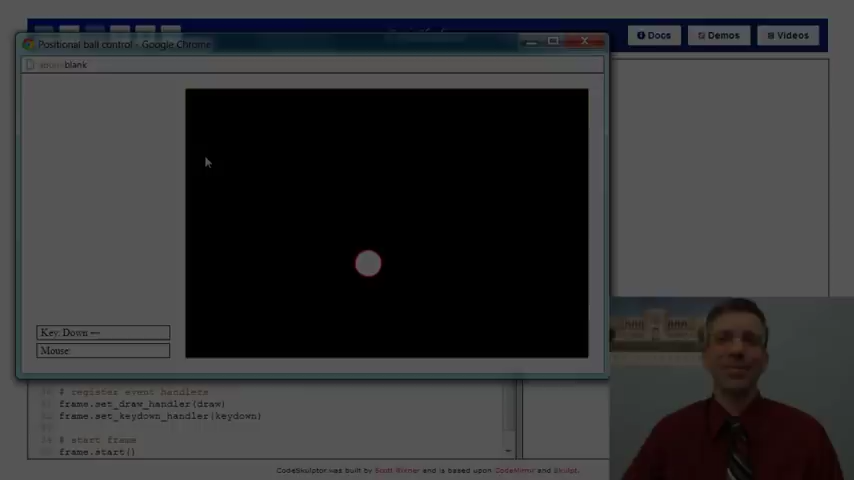 Docs
Demos
Videos
Positional ball control - Google Chrome
about:blank
Key: Down
Mouse:
# register event handlers
frame.set_draw_handler(draw)
frame.set_keydown_handler(keydown)
# start frame
frame.start()
CodeSkulptor was built by Scott Rixner and is based upon CodeMirror and Skulpt.